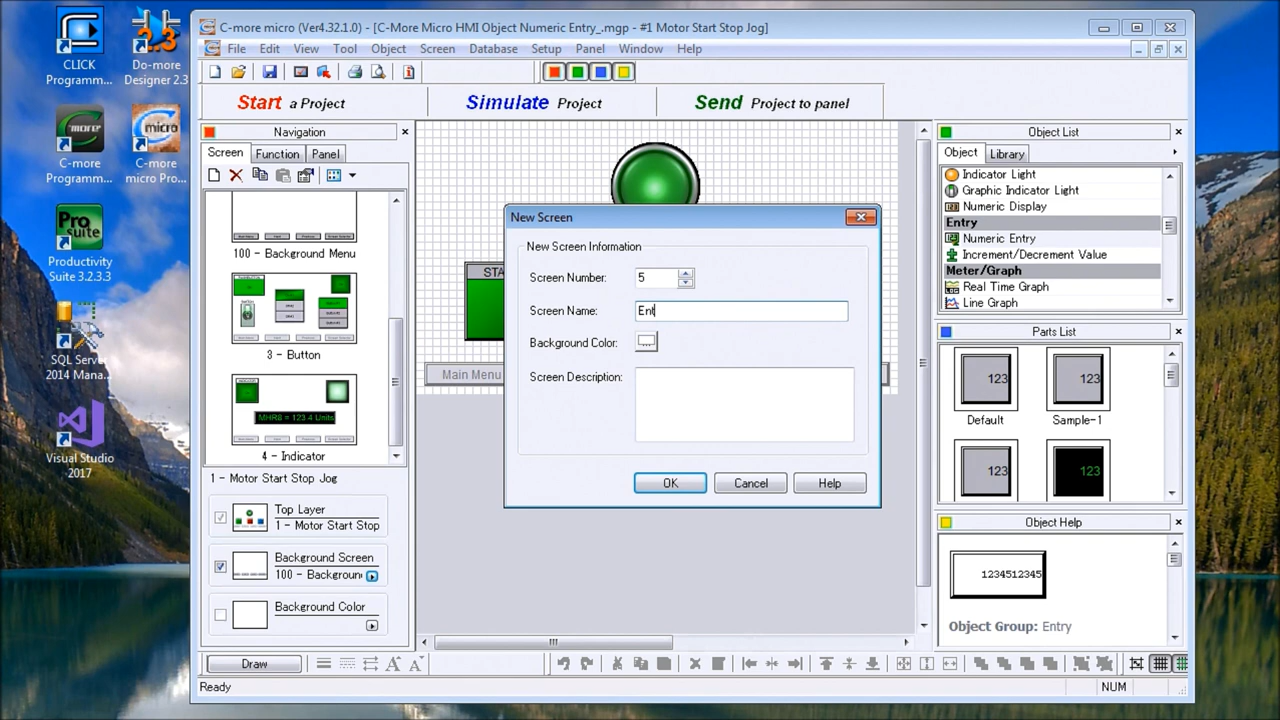 CLICK
Programm...
Do-more
Designer 2.3
C-more
Programm...
C-more
micro Pro...
Productivity
Suite 3.2.3.3
SQL Server
2014 Mana...
Visual Studio
2017
C-more micro (Ver4.32.1.0) - [C-More Micro HMI Object Numeric Entry_.mgp - #1 Motor Start Stop Jog]
File Edit View Tool Object Screen Database Setup Panel Window Help
Start a Project
Simulate Project
Send Project to panel
Navigation
Screen Function Panel
100 - Background Menu
3 - Button
MHR8 = 123.4 Units
4 - Indicator
1 - Motor Start Stop Jog
Top Layer
1 - Motor Start Stop
Background Screen
100 - Backgroun
Background Color
STA
Main Menu
New Screen
New Screen Information
Screen Number: 5
Screen Name: Ent
Background Color: ...
Screen Description:
OK Cancel Help
Object List
Object Library
Indicator Light
Graphic Indicator Light
Numeric Display
Entry
Numeric Entry
Increment/Decrement Value
Meter/Graph
Real Time Graph
Line Graph
Parts List
123 123
Default Sample-1
123 123
Object Help
1234512345
Object Group: Entry
Draw
Ready
NUM